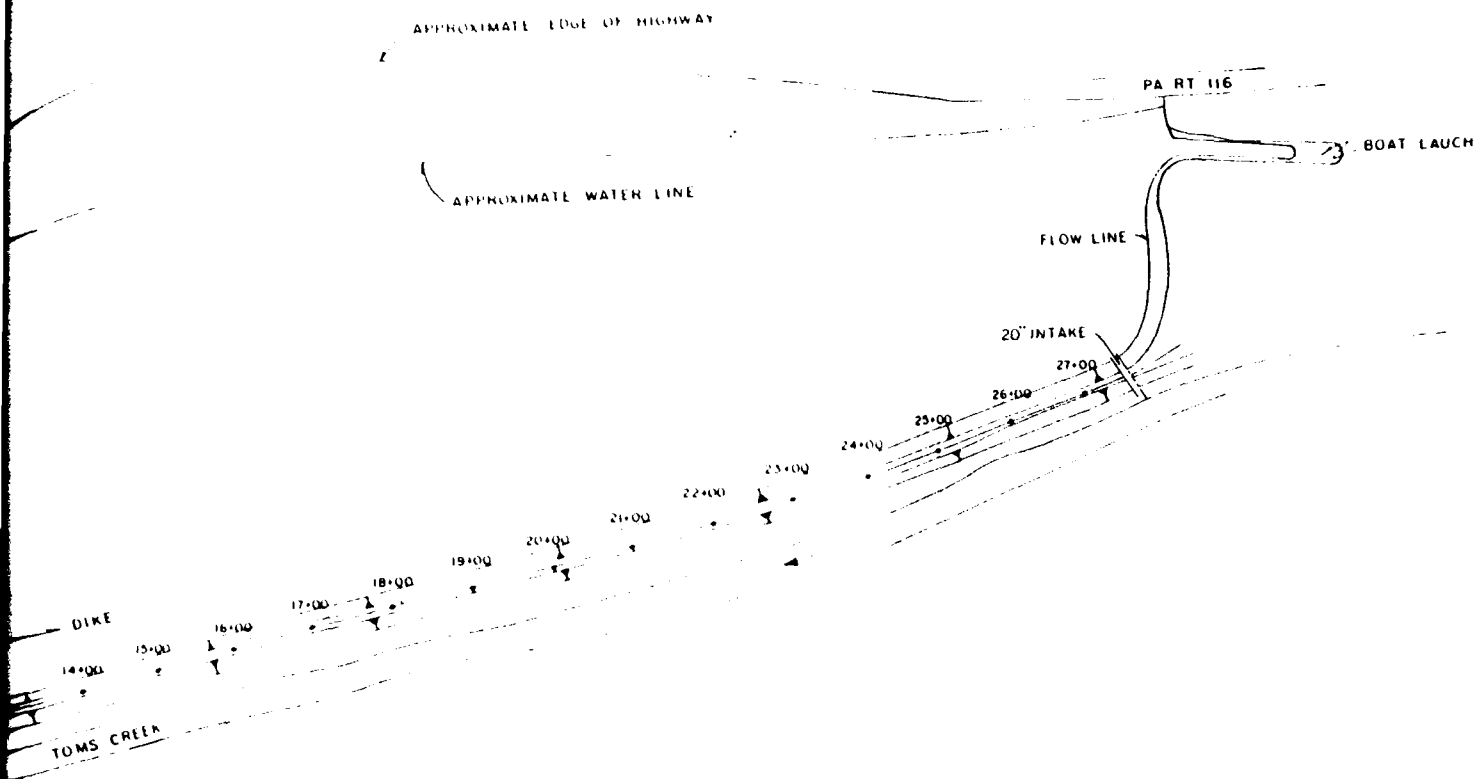 APPROXIMATE EDGE OF HIGHWAY
PA RT 116
BOAT LAUCH
APPROXIMATE WATER LINE
FLOW LINE
20" INTAKE
27+00
26+00
25+00
24+00
23+00
22+00
21+00
20+00
19+00
18+00
17+00
16+00
15+00
14+00
DIKE
TOMS CREEK